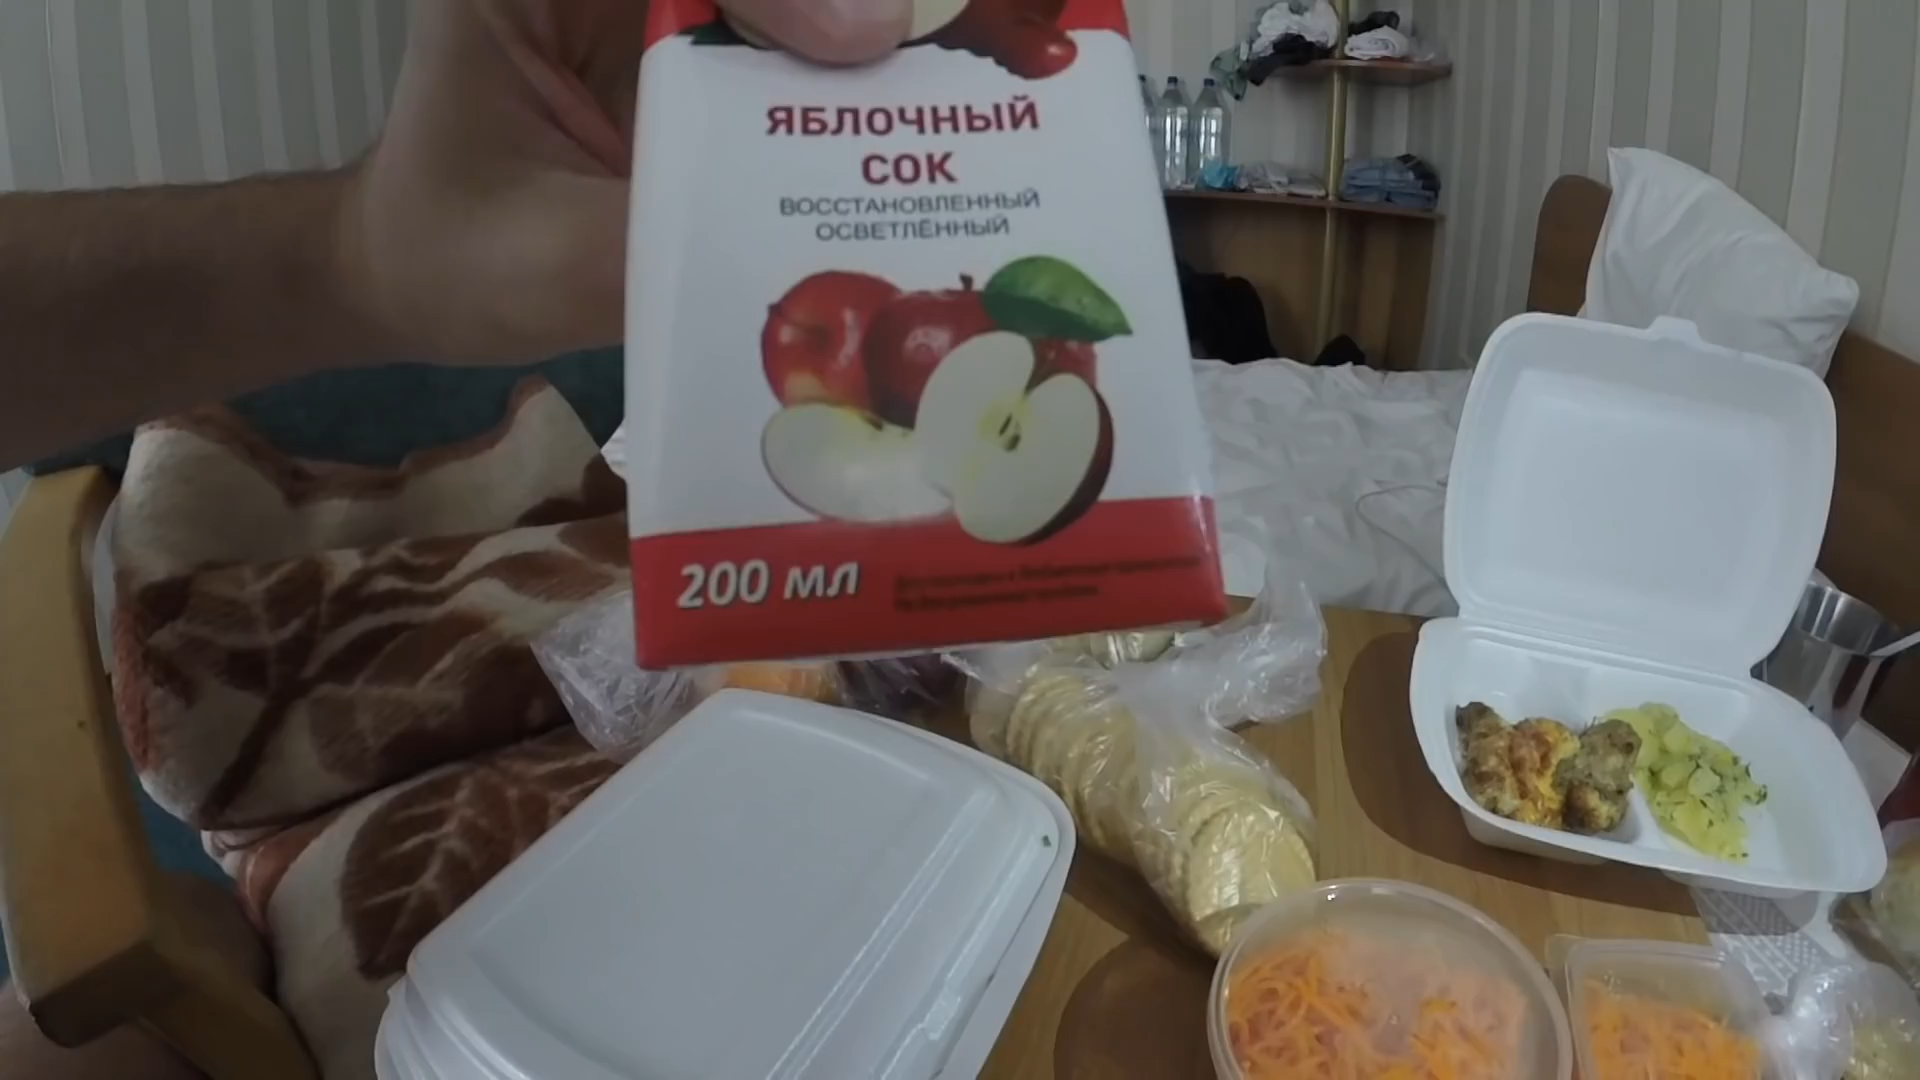 ЯБЛОЧНЫЙ
СОК
ВОССТАНОВЛЕННЫЙ
ОСВЕТЛЁННЫЙ
200 мл